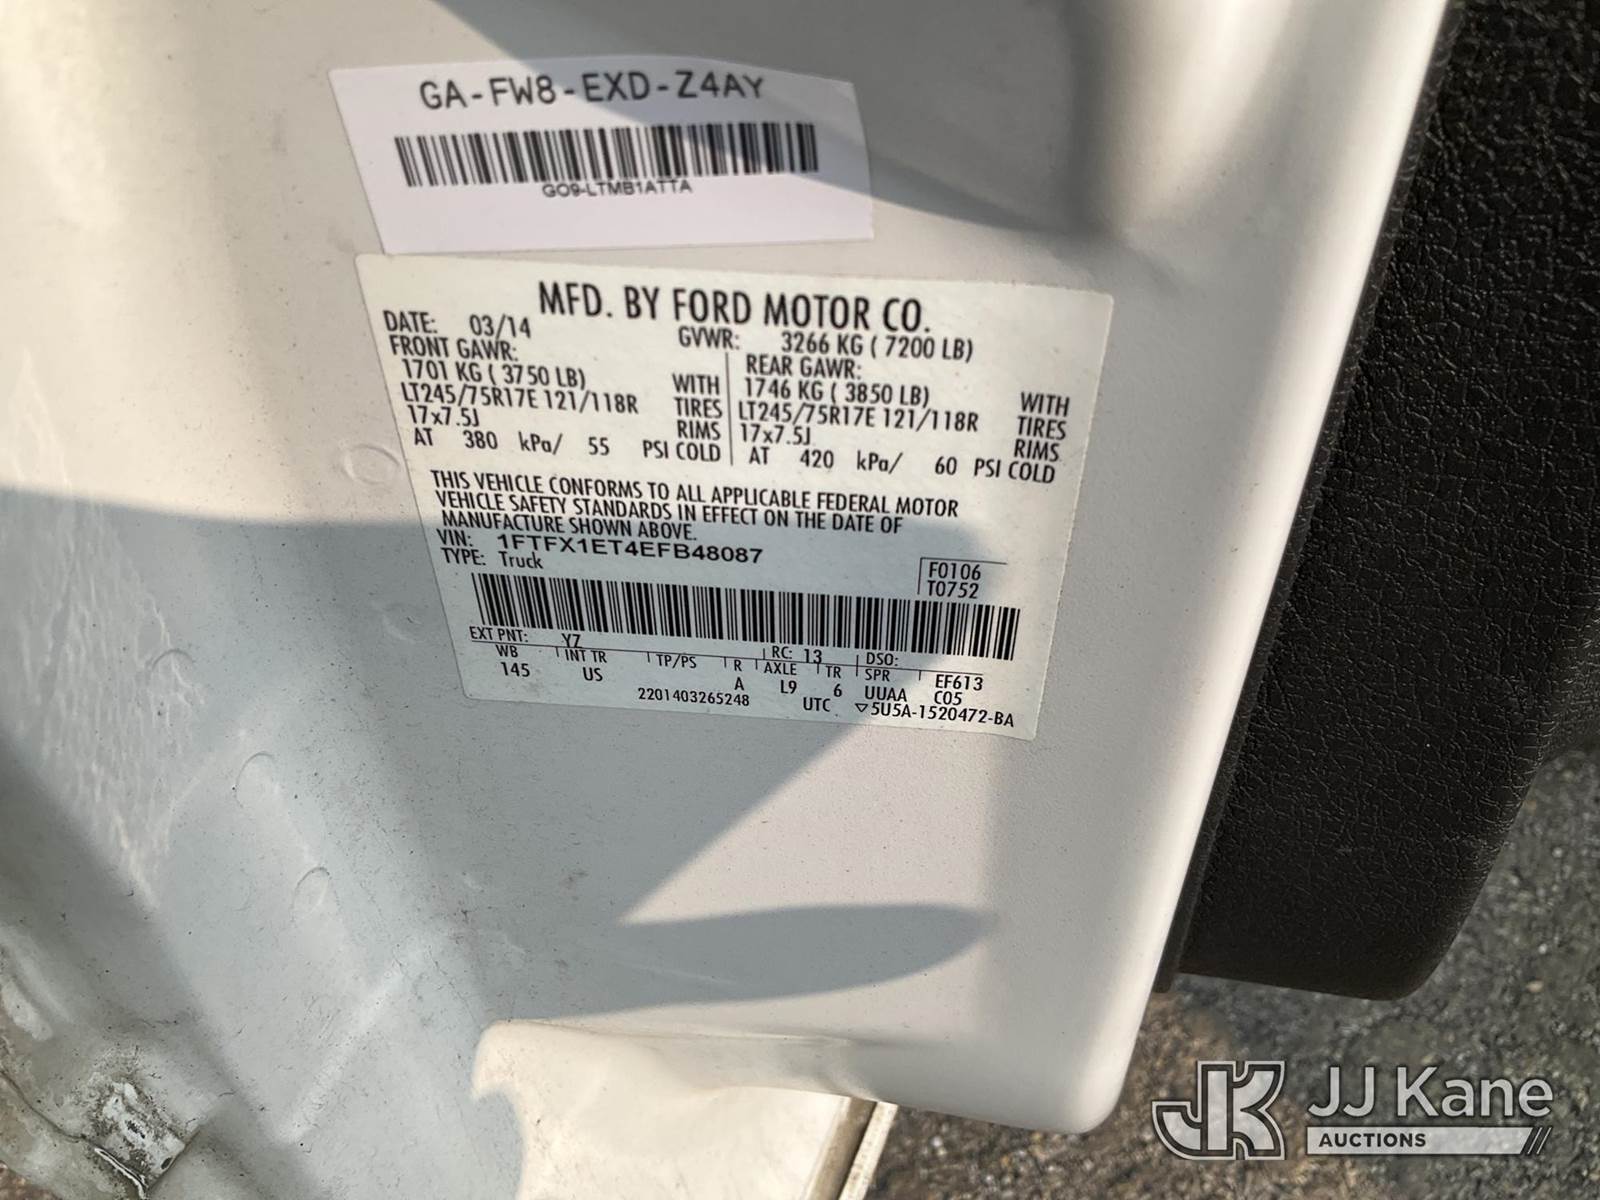 GA-FW8-EXD-Z4AY
GO9-LTMB1ATTA
MFD. BY FORD MOTOR CO.
DATE: 03/14 GVWR: 3266 KG ( 7200 LB)
FRONT GAWR: REAR GAWR:
1701 KG ( 3750 LB) WITH 1746 KG ( 3850 LB) WITH
LT245/75R17E 121/118R TIRES LT245/75R17E 121/118R TIRES
17x7.5J RIMS 17x7.5J RIMS
AT 380 kPa/ 55 PSI COLD AT 420 kPa/ 60 PSI COLD
THIS VEHICLE CONFORMS TO ALL APPLICABLE FEDERAL MOTOR
VEHICLE SAFETY STANDARDS IN EFFECT ON THE DATE OF
MANUFACTURE SHOWN ABOVE.
VIN: 1FTFX1ET4EFB48087
TYPE: Truck
F0106
T0752
EXT PNT: YZ RC: 13 DSO:
WB INT TR TP/PS R AXLE TR SPR EF613
145 US A L9 6 UUAA C05
2201403265248 UTC ▽5U5A-1520472-BA
JK JJ Kane
AUCTIONS